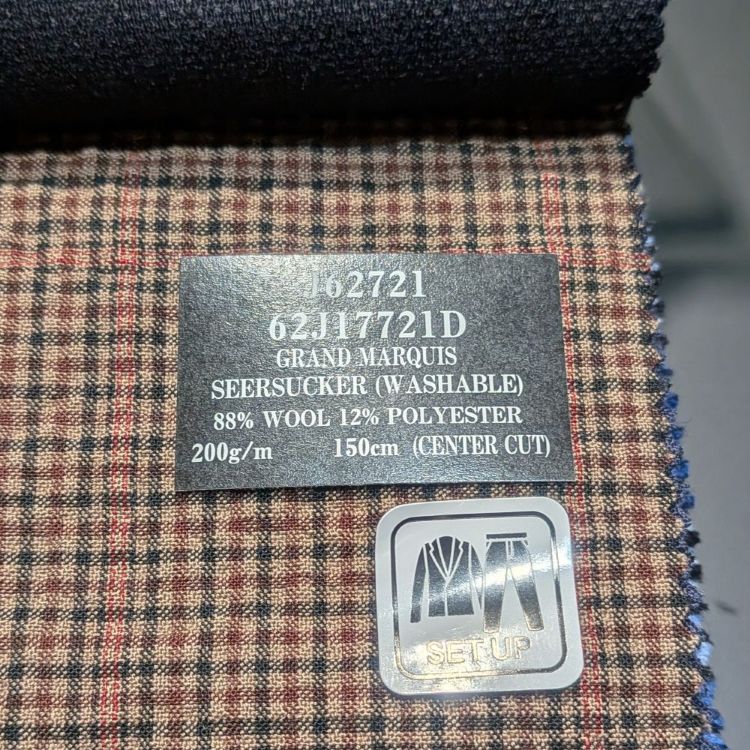 162721
62J17721D
GRAND MARQUIS
SEERSUCKER (WASHABLE)
88% WOOL 12% POLYESTER
200g/m 150cm (CENTER CUT)
SET UP